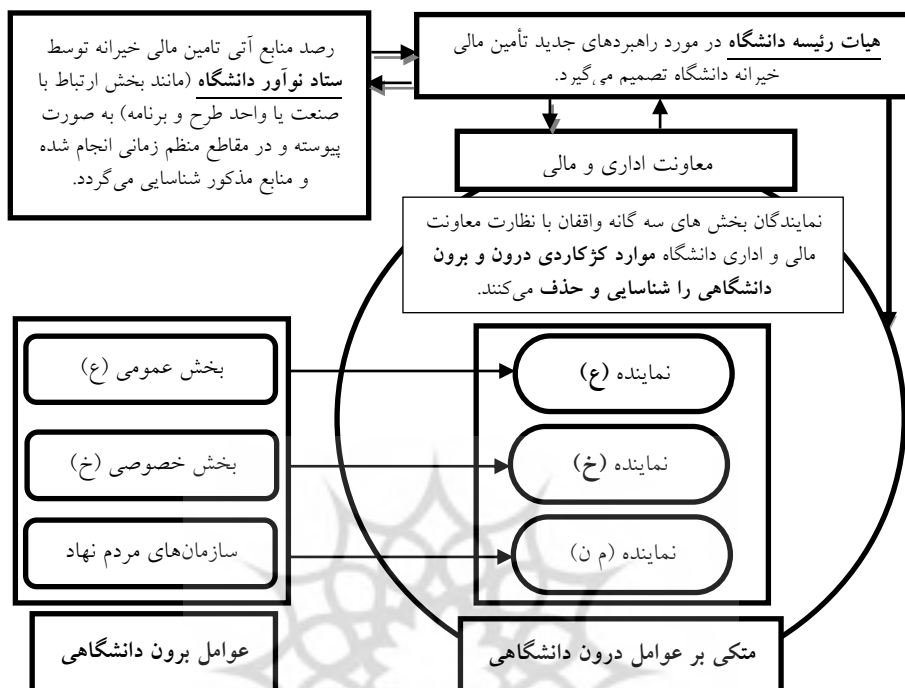 هیات رئیسه دانشگاه در مورد راهبردهای جدید تأمین مالی
خیرانه دانشگاه تصمیم می‌گیرد.
رصد منابع آتی تامین مالی خیرانه توسط
ستاد نوآور دانشگاه (مانند بخش ارتباط با
صنعت یا واحد طرح و برنامه) به صورت
پیوسته و در مقاطع منظم زمانی انجام شده
و منابع مذکور شناسایی می‌گردد.
معاونت اداری و مالی
نمایندگان بخش های سه گانه واقفان با نظارت معاونت
مالی و اداری دانشگاه موارد کژکاردی درون و برون
دانشگاهی را شناسایی و حذف می‌کنند.
نماینده (ع)
نماینده (خ)
نماینده (م ن)
بخش عمومی (ع)
بخش خصوصی (خ)
سازمان‌های مردم نهاد
متکی بر عوامل درون دانشگاهی
عوامل برون دانشگاهی